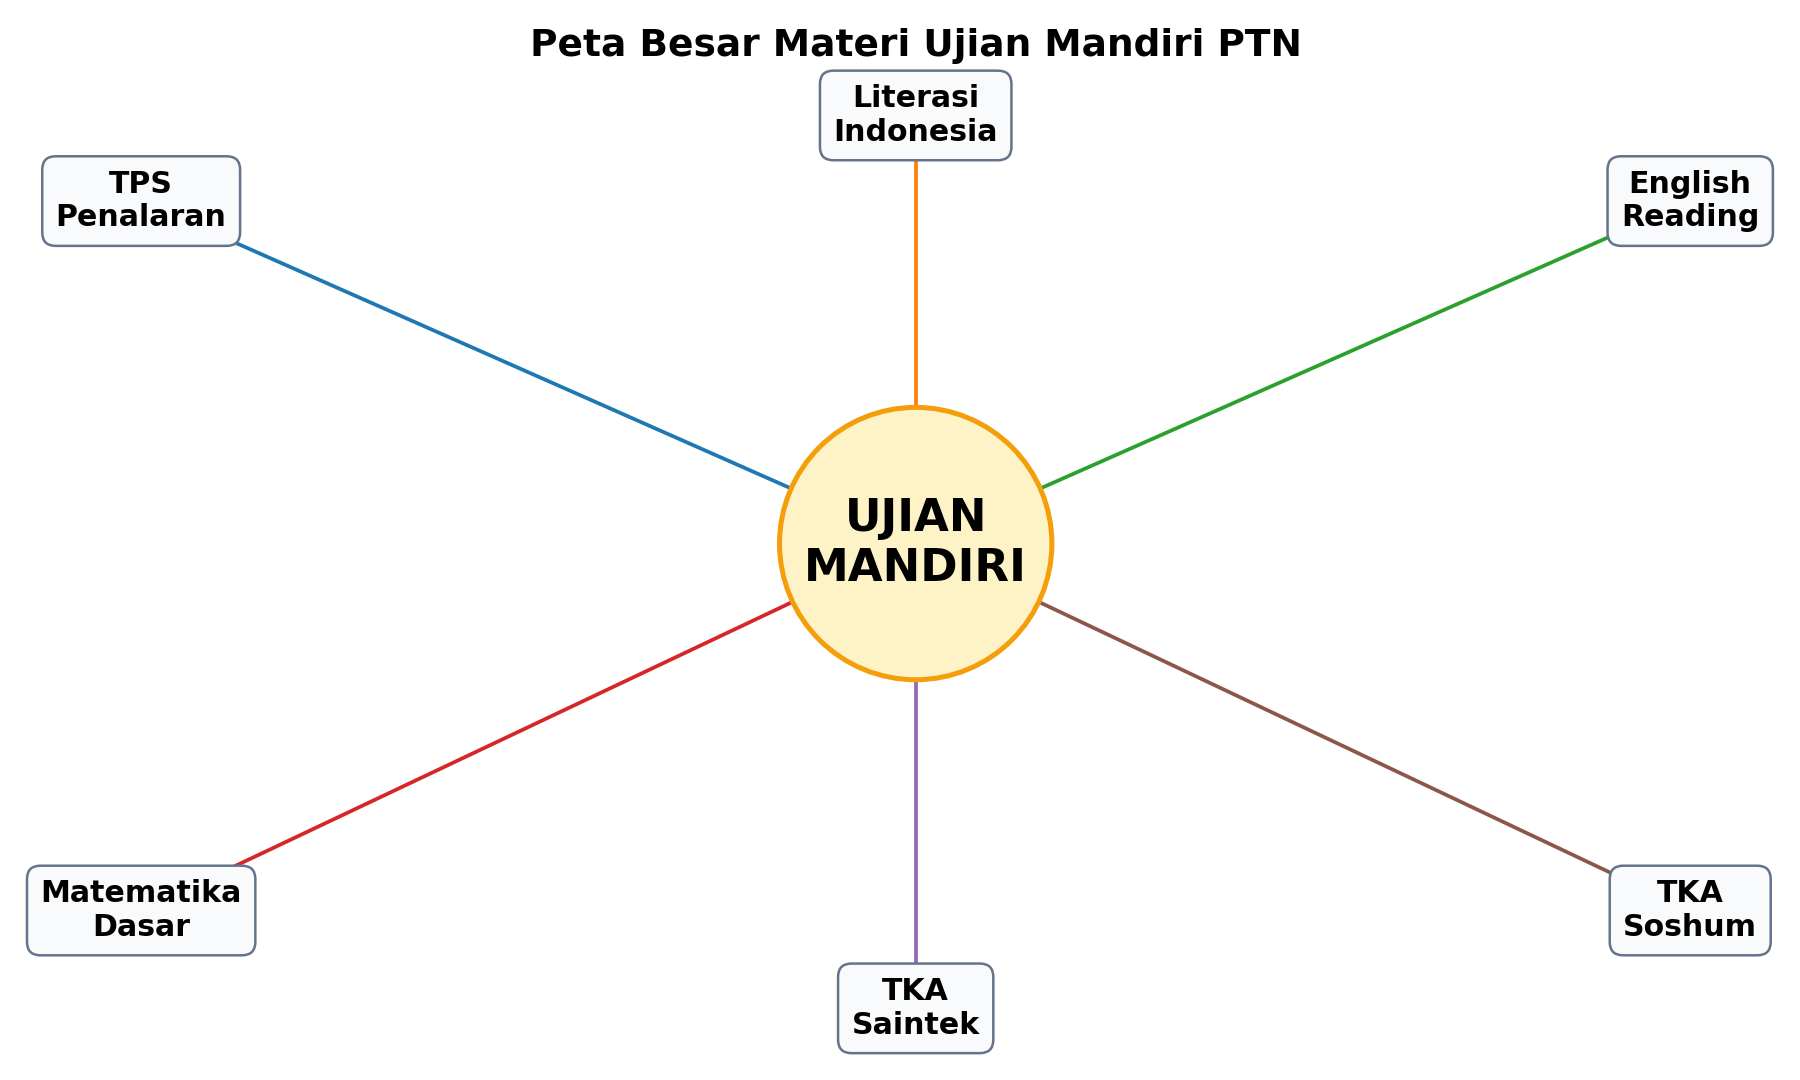 Peta Besar Materi Ujian Mandiri PTN
Literasi
Indonesia
TPS
Penalaran
English
Reading
UJIAN
MANDIRI
Matematika
Dasar
TKA
Soshum
TKA
Saintek